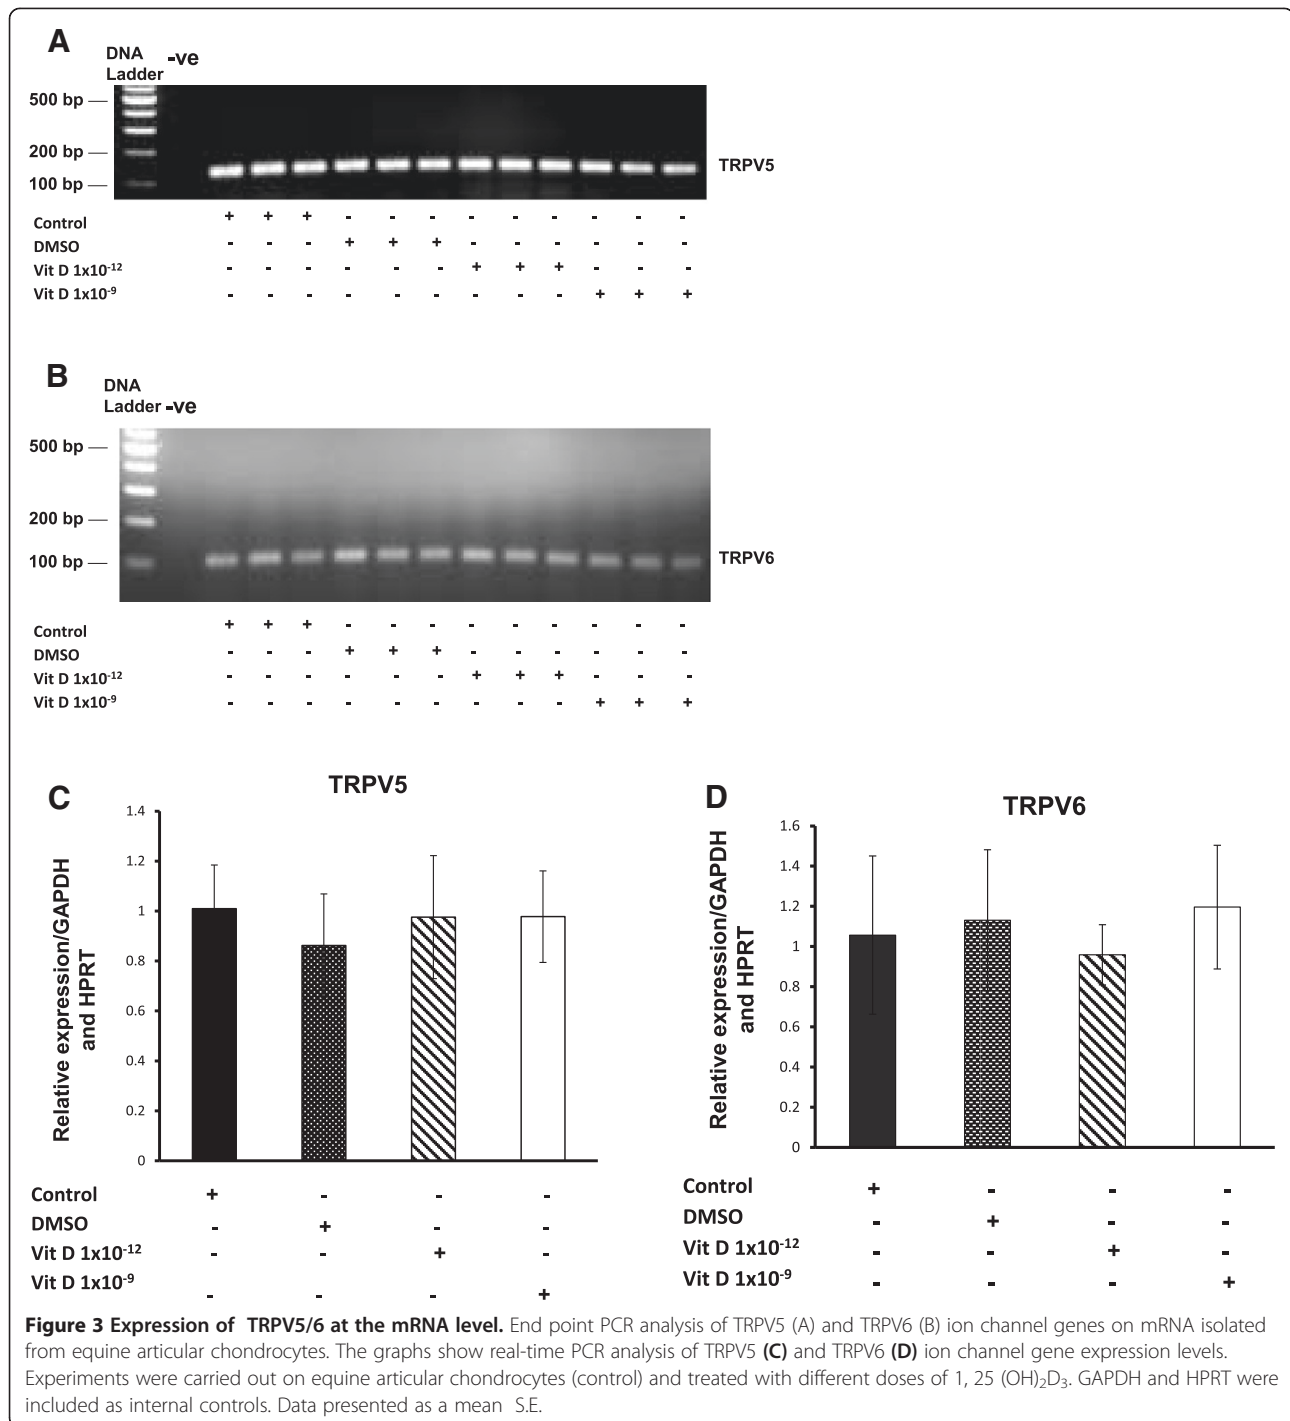 A
DNA
Ladder
-ve
500 bp
200 bp
100 bp
TRPV5
Control + + + - - - - - - - - -
DMSO - - - + + + - - - - - -
Vit D 1x10⁻¹² - - - - - - + + + - - -
Vit D 1x10⁻⁹ - - - - - - - - - + + +
B
DNA
Ladder -ve
500 bp
200 bp
100 bp
TRPV6
Control + + + - - - - - - - - -
DMSO - - - + + + - - - - - -
Vit D 1x10⁻¹² - - - - - - + + + - - -
Vit D 1x10⁻⁹ - - - - - - - - - + + +
C
TRPV5
Relative expression/GAPDH
and HPRT
1.4
1.2
1
0.8
0.6
0.4
0.2
0
Control + - - -
DMSO - + - -
Vit D 1x10⁻¹² - - + -
Vit D 1x10⁻⁹ - - - +
D
TRPV6
Relative expression/GAPDH
and HPRT
1.6
1.4
1.2
1
0.8
0.6
0.4
0.2
0
Control + - - -
DMSO - + - -
Vit D 1x10⁻¹² - - + -
Vit D 1x10⁻⁹ - - - +
Figure 3 Expression of TRPV5/6 at the mRNA level. End point PCR analysis of TRPV5 (A) and TRPV6 (B) ion channel genes on mRNA isolated
from equine articular chondrocytes. The graphs show real-time PCR analysis of TRPV5 (C) and TRPV6 (D) ion channel gene expression levels.
Experiments were carried out on equine articular chondrocytes (control) and treated with different doses of 1, 25 (OH)₂D₃. GAPDH and HPRT were
included as internal controls. Data presented as a mean S.E.